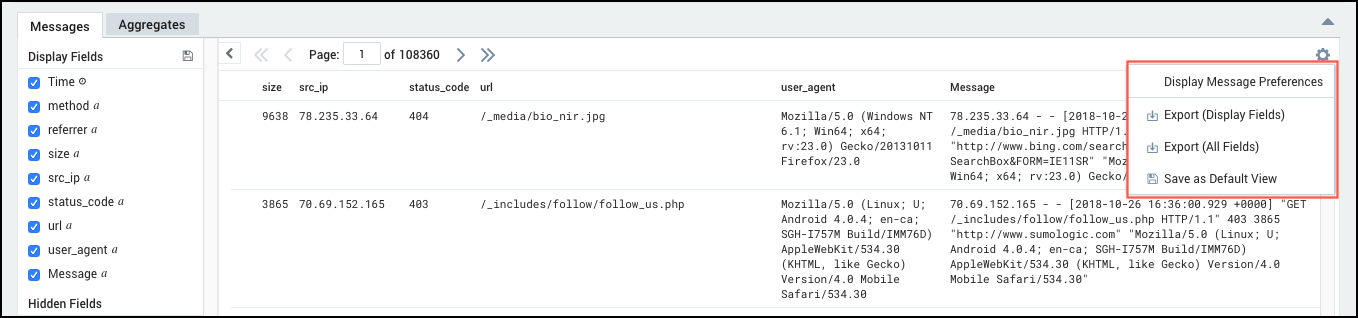 Messages
Aggregates
Display Fields
Time
method a
referrer a
size a
src_ip a
status_code a
url a
user_agent a
Message a
Hidden Fields
Page: 1 of 108360
size src_ip status_code url user_agent Message
9638 78.235.33.64 404 /_media/bio_nir.jpg
Mozilla/5.0 (Windows NT
6.1; Win64; x64;
rv:23.0) Gecko/20131011
Firefox/23.0
78.235.33.64 - - [2018-10-2
/_media/bio_nir.jpg HTTP/1.
"http://www.bing.com/search
SearchBox&FORM=IE11SR" "Moz
Win64; x64; rv:23.0) Gecko/
3865 70.69.152.165 403 /_includes/follow/follow_us.php
Mozilla/5.0 (Linux; U;
Android 4.0.4; en-ca;
SGH-I757M Build/IMM76D)
AppleWebKit/534.30
(KHTML, like Gecko)
Version/4.0 Mobile
Safari/534.30
70.69.152.165 - - [2018-10-26 16:36:00.929 +0000] "GET
/_includes/follow/follow_us.php HTTP/1.1" 403 3865
"http://www.sumologic.com" "Mozilla/5.0 (Linux; U;
Android 4.0.4; en-ca; SGH-I757M Build/IMM76D)
AppleWebKit/534.30 (KHTML, like Gecko) Version/4.0
Mobile Safari/534.30"
Display Message Preferences
Export (Display Fields)
Export (All Fields)
Save as Default View